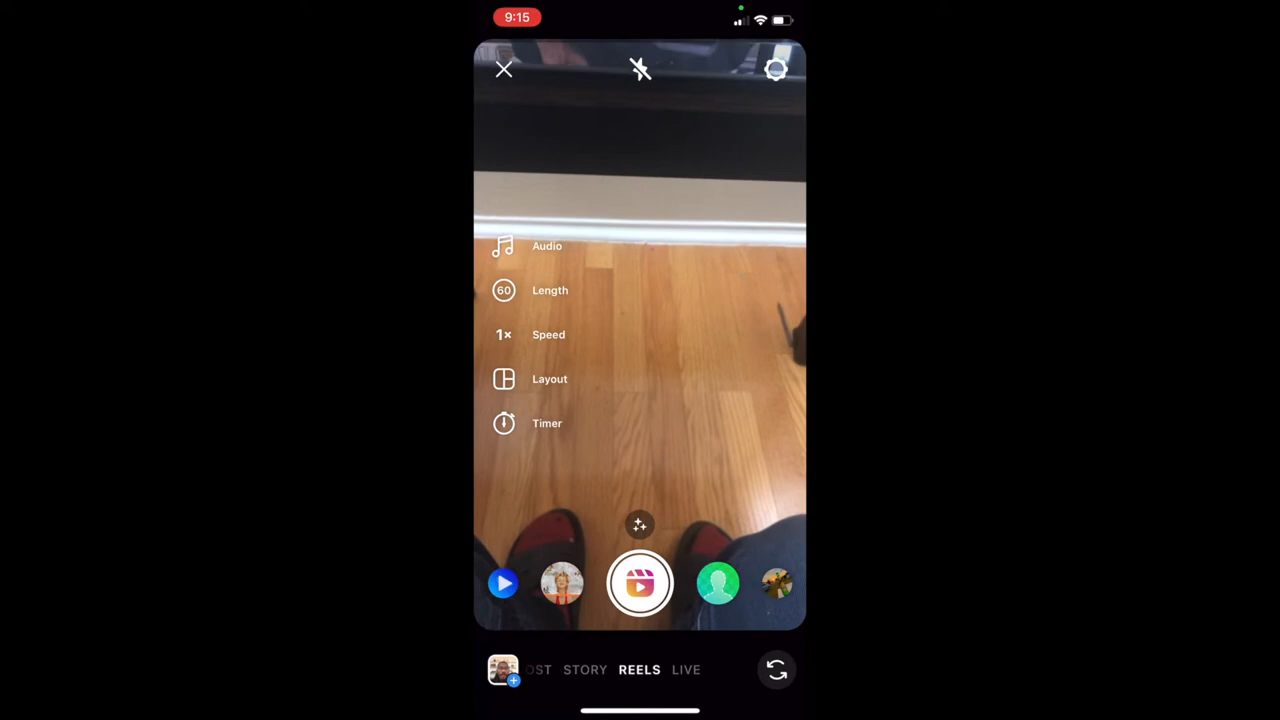 9:15
Audio
60 Length
1× Speed
Layout
Timer
OST STORY REELS LIVE